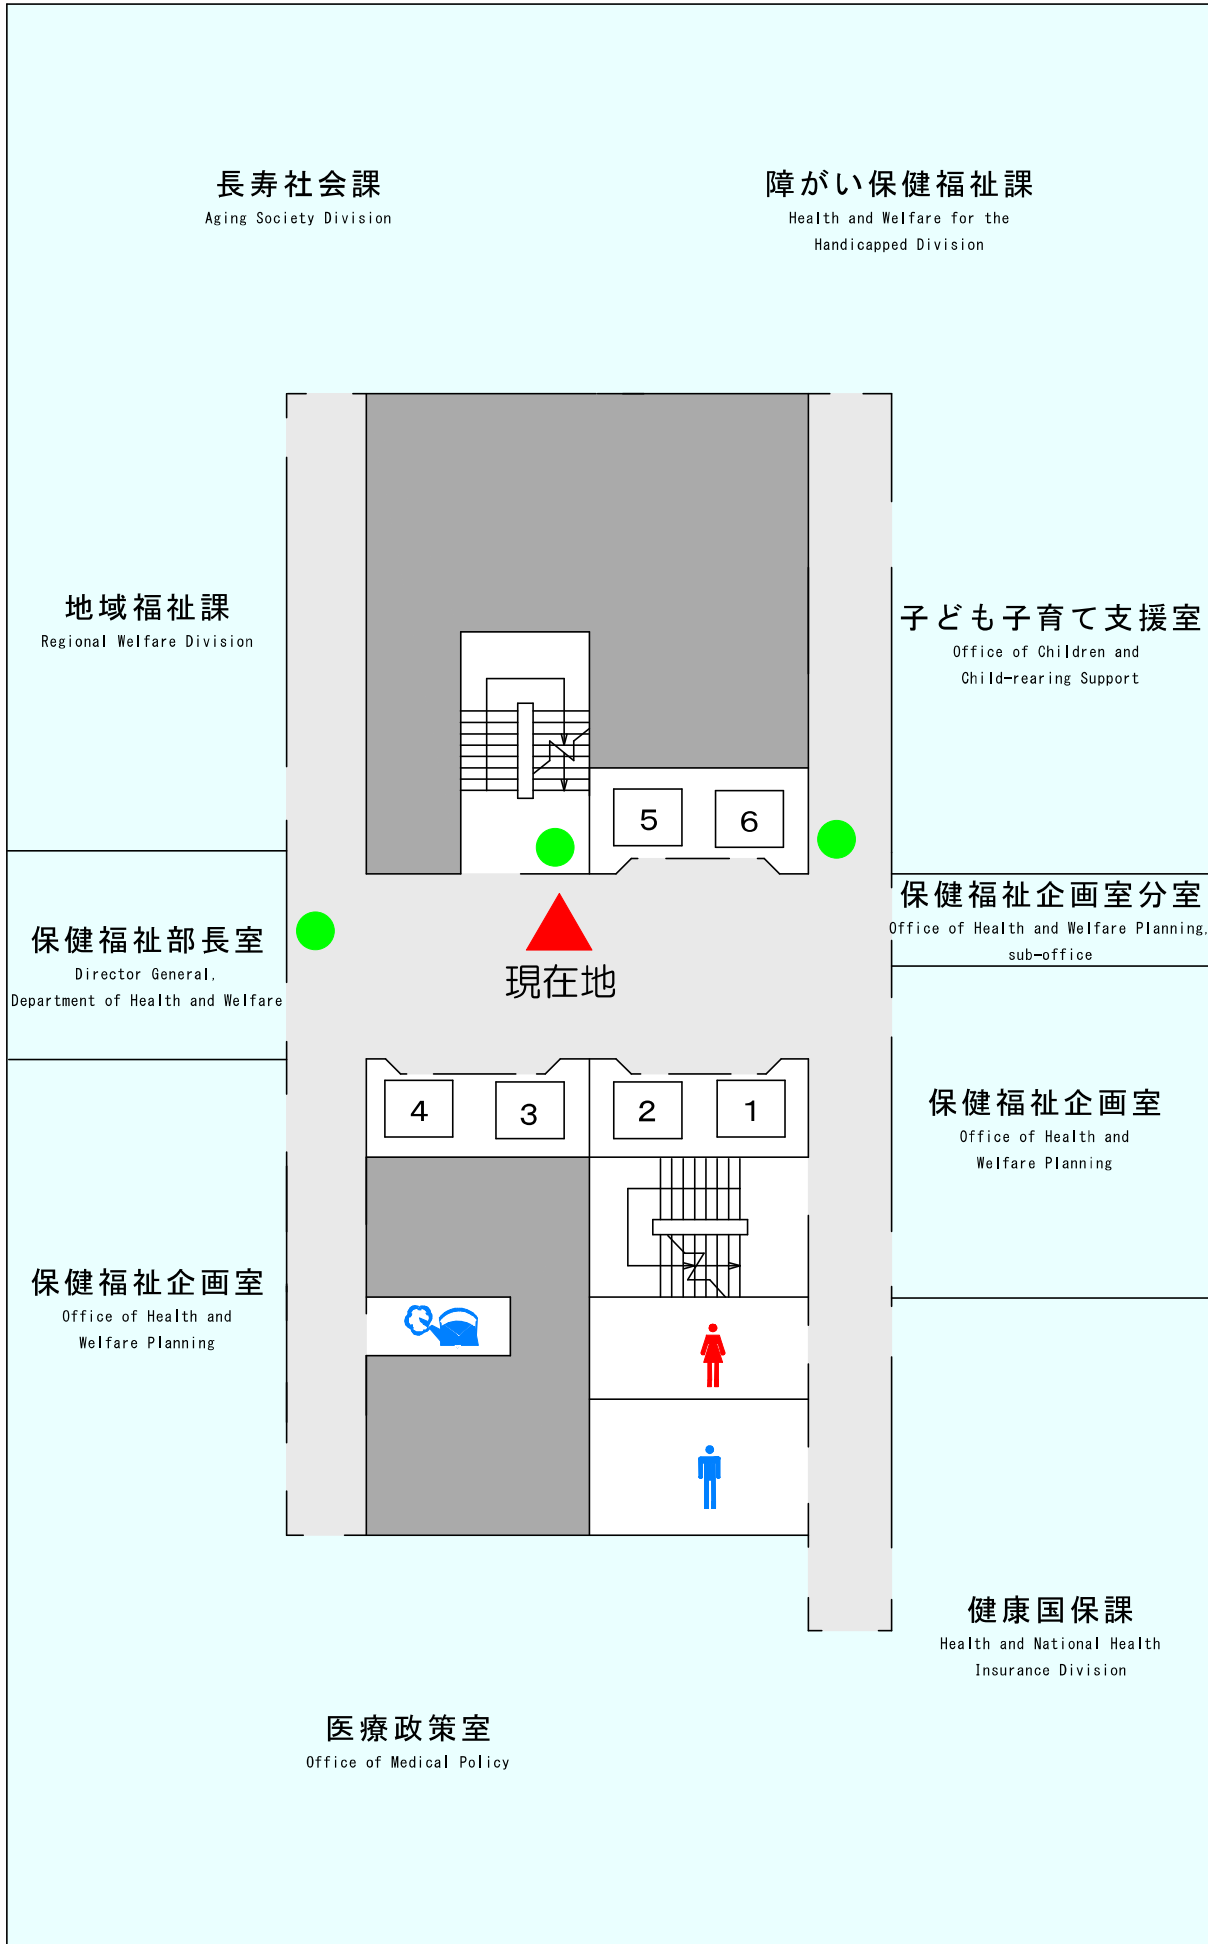 長寿社会課
Aging Society Division
障がい保健福祉課
Health and Welfare for the
Handicapped Division
地域福祉課
Regional Welfare Division
子ども子育て支援室
Office of Children and
Child-rearing Support
5
6
保健福祉部長室
Director General,
Department of Health and Welfare
保健福祉企画室分室
Office of Health and Welfare Planning,
sub-office
現在地
4
3
2
1
保健福祉企画室
Office of Health and
Welfare Planning
保健福祉企画室
Office of Health and
Welfare Planning
健康国保課
Health and National Health
Insurance Division
医療政策室
Office of Medical Policy